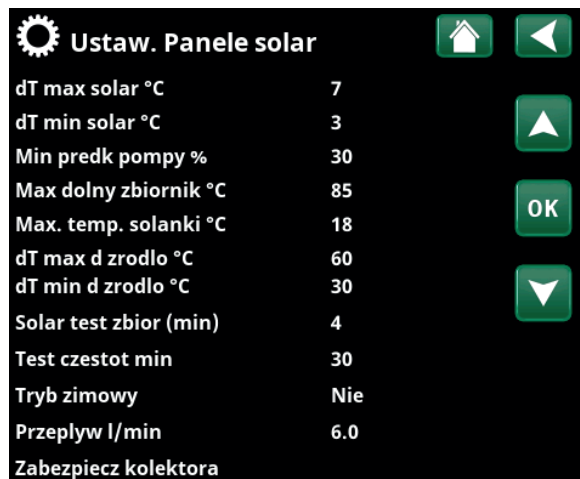 Ustaw. Panele solar
dT max solar °C 7
dT min solar °C 3
Min predk pompy % 30
Max dolny zbiornik °C 85
OK
Max. temp. solanki °C 18
dT max d zrodlo °C 60
dT min d zrodlo °C 30
Solar test zbior (min) 4
Test czestot min 30
Tryb zimowy Nie
Przeplyw l/min 6.0
Zabezpiecz kolektora